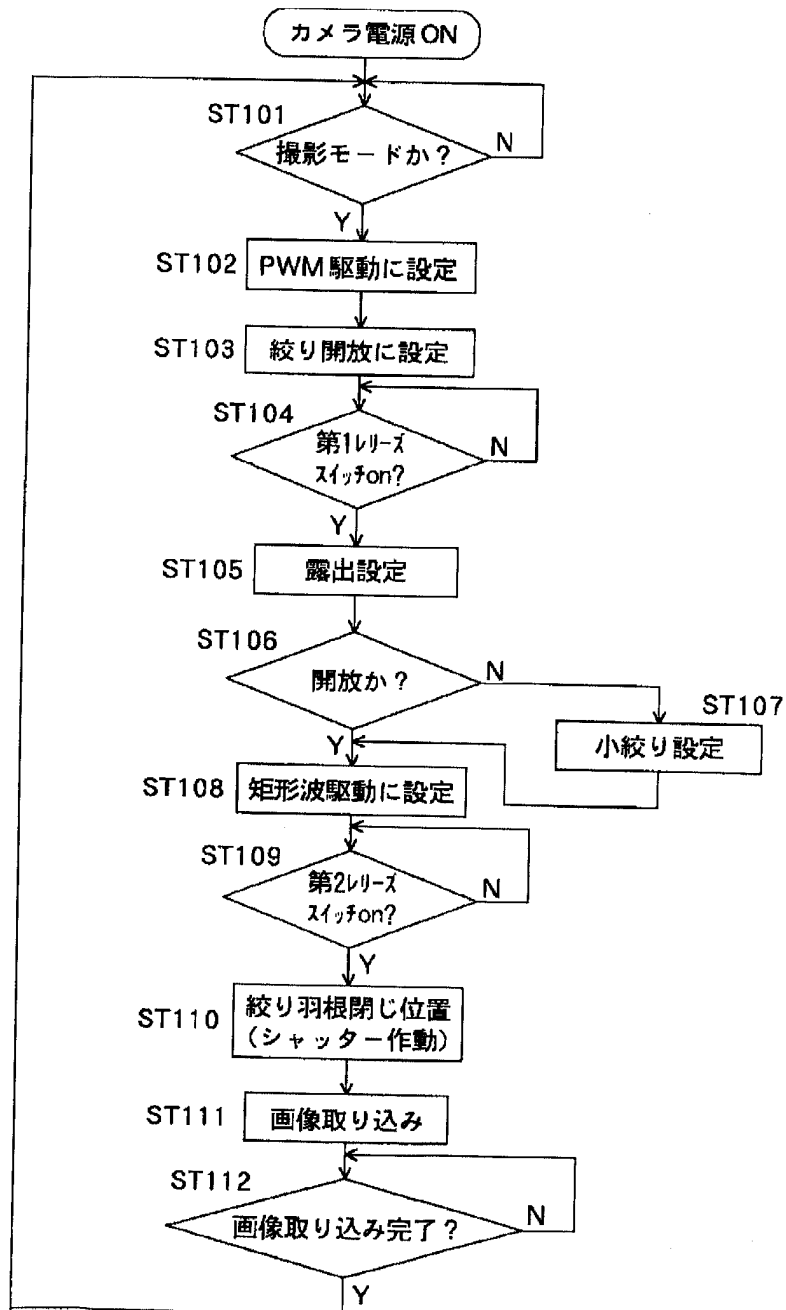 カメラ電源ON
ST101
撮影モードか？
N
Y
ST102
PWM駆動に設定
ST103
絞り開放に設定
ST104
第1レリーズ
スイッチon?
N
Y
ST105
露出設定
ST106
開放か？
N
ST107
小絞り設定
Y
ST108
矩形波駆動に設定
ST109
第2レリーズ
スイッチon?
N
Y
ST110
絞り羽根閉じ位置
（シャッター作動）
ST111
画像取り込み
ST112
画像取り込み完了？
N
Y